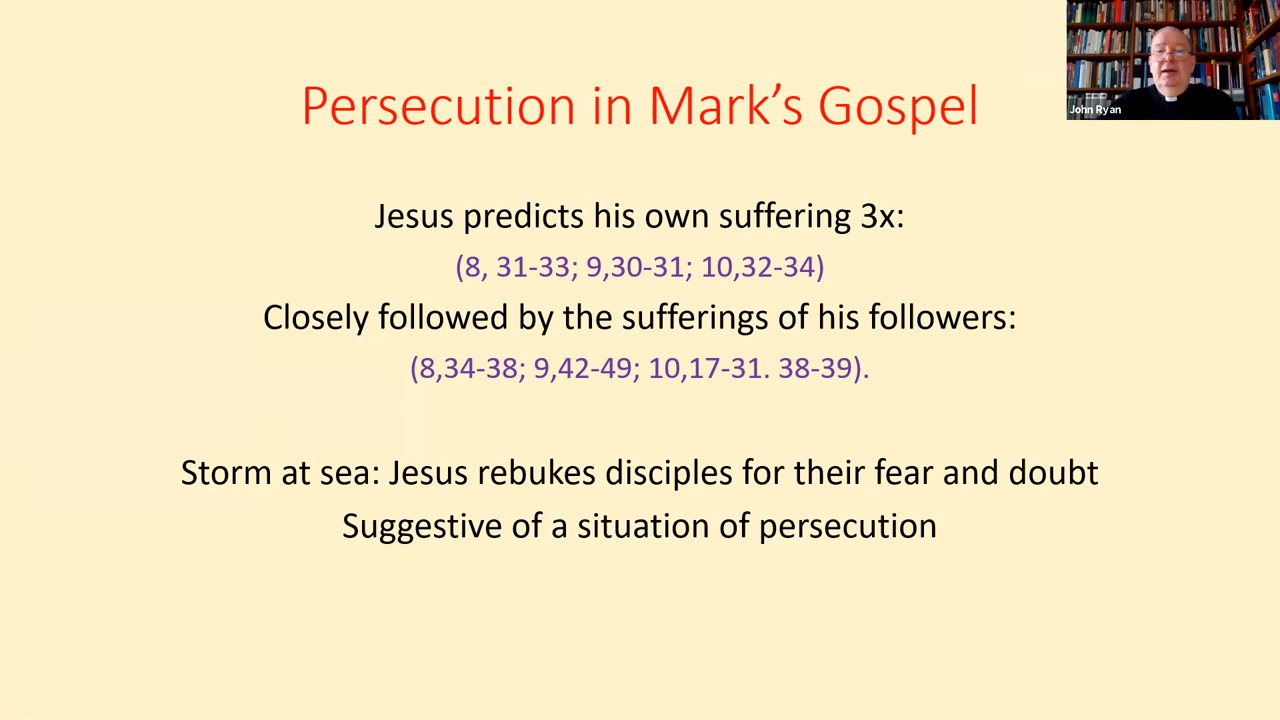 Persecution in Mark’s Gospel
John Ryan
Jesus predicts his own suffering 3x:
(8, 31-33; 9,30-31; 10,32-34)
Closely followed by the sufferings of his followers:
(8,34-38; 9,42-49; 10,17-31. 38-39).
Storm at sea: Jesus rebukes disciples for their fear and doubt
Suggestive of a situation of persecution